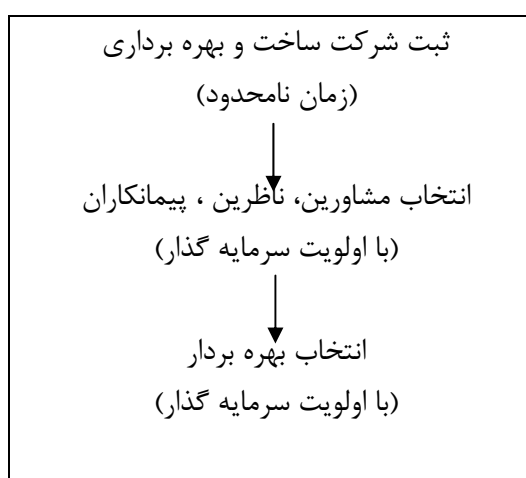 ثبت شرکت ساخت و بهره برداری
(زمان نامحدود)
انتخاب مشاورین، ناظرین ، پیمانکاران
(با اولویت سرمایه گذار)
انتخاب بهره بردار
(با اولویت سرمایه گذار)